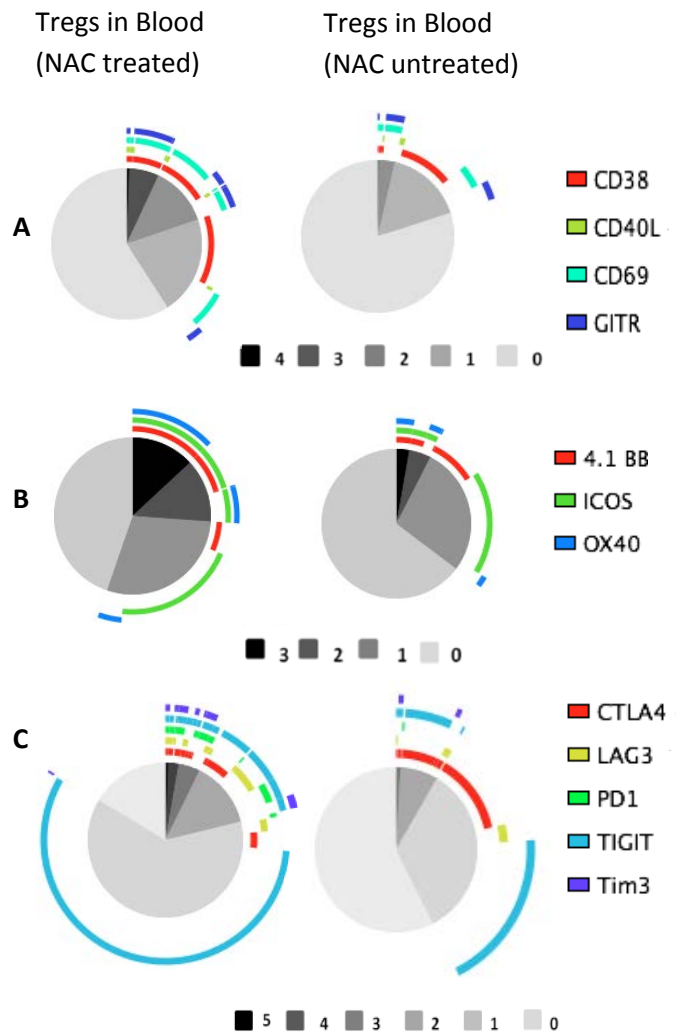 Tregs in Blood
(NAC treated)
Tregs in Blood
(NAC untreated)
A
CD38
CD40L
CD69
GITR
4 3 2 1 0
B
4.1 BB
ICOS
OX40
3 2 1 0
C
CTLA4
LAG3
PD1
TIGIT
Tim3
5 4 3 2 1 0